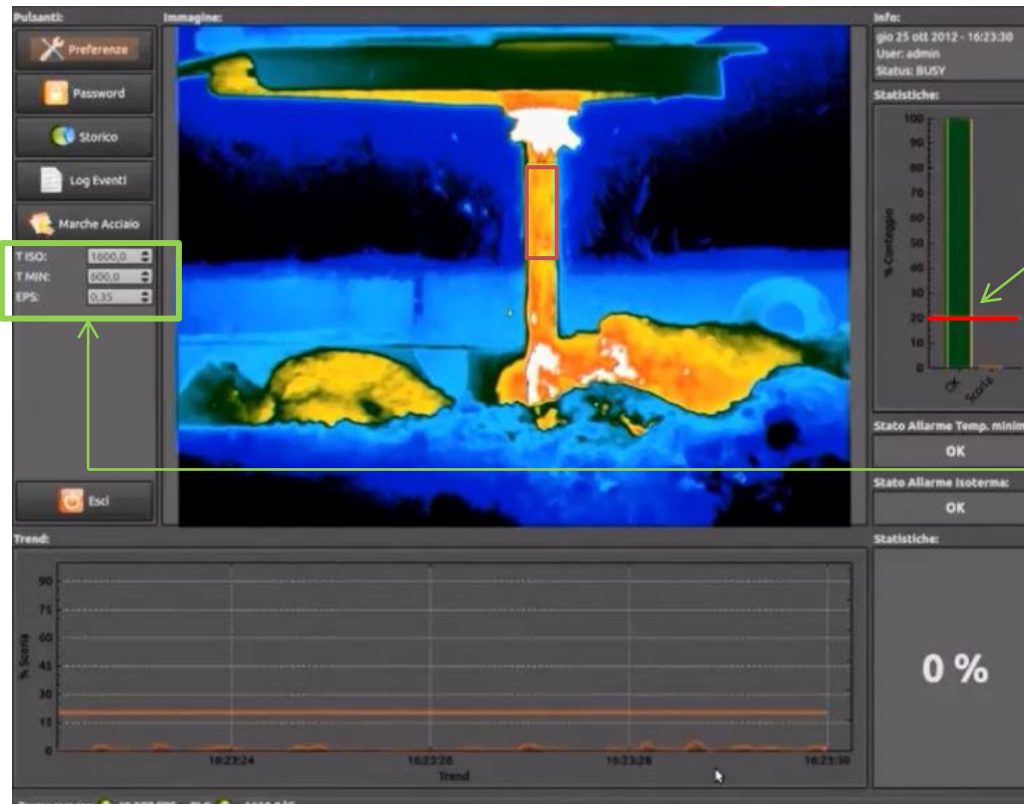 Pulsanti:
Preferenze
Password
Storico
Log Eventi
Marche Acciaio
T ISO: 1600,0
T MIN: 600,0
EPS: 0,35
Esci
Immagine:
Info:
gio 25 ott 2012 - 16:23:30
User: admin
Status: BUSY
Statistiche:
% Conteggio
100
90
80
70
60
50
40
30
20
10
0
OK
Scoria
Stato Allarme Temp. minim
OK
Stato Allarme Isoterma:
OK
Trend:
% Scoria
90
75
60
45
30
15
0
16:23:24
16:23:28
16:23:30
Trend
Statistiche:
0 %